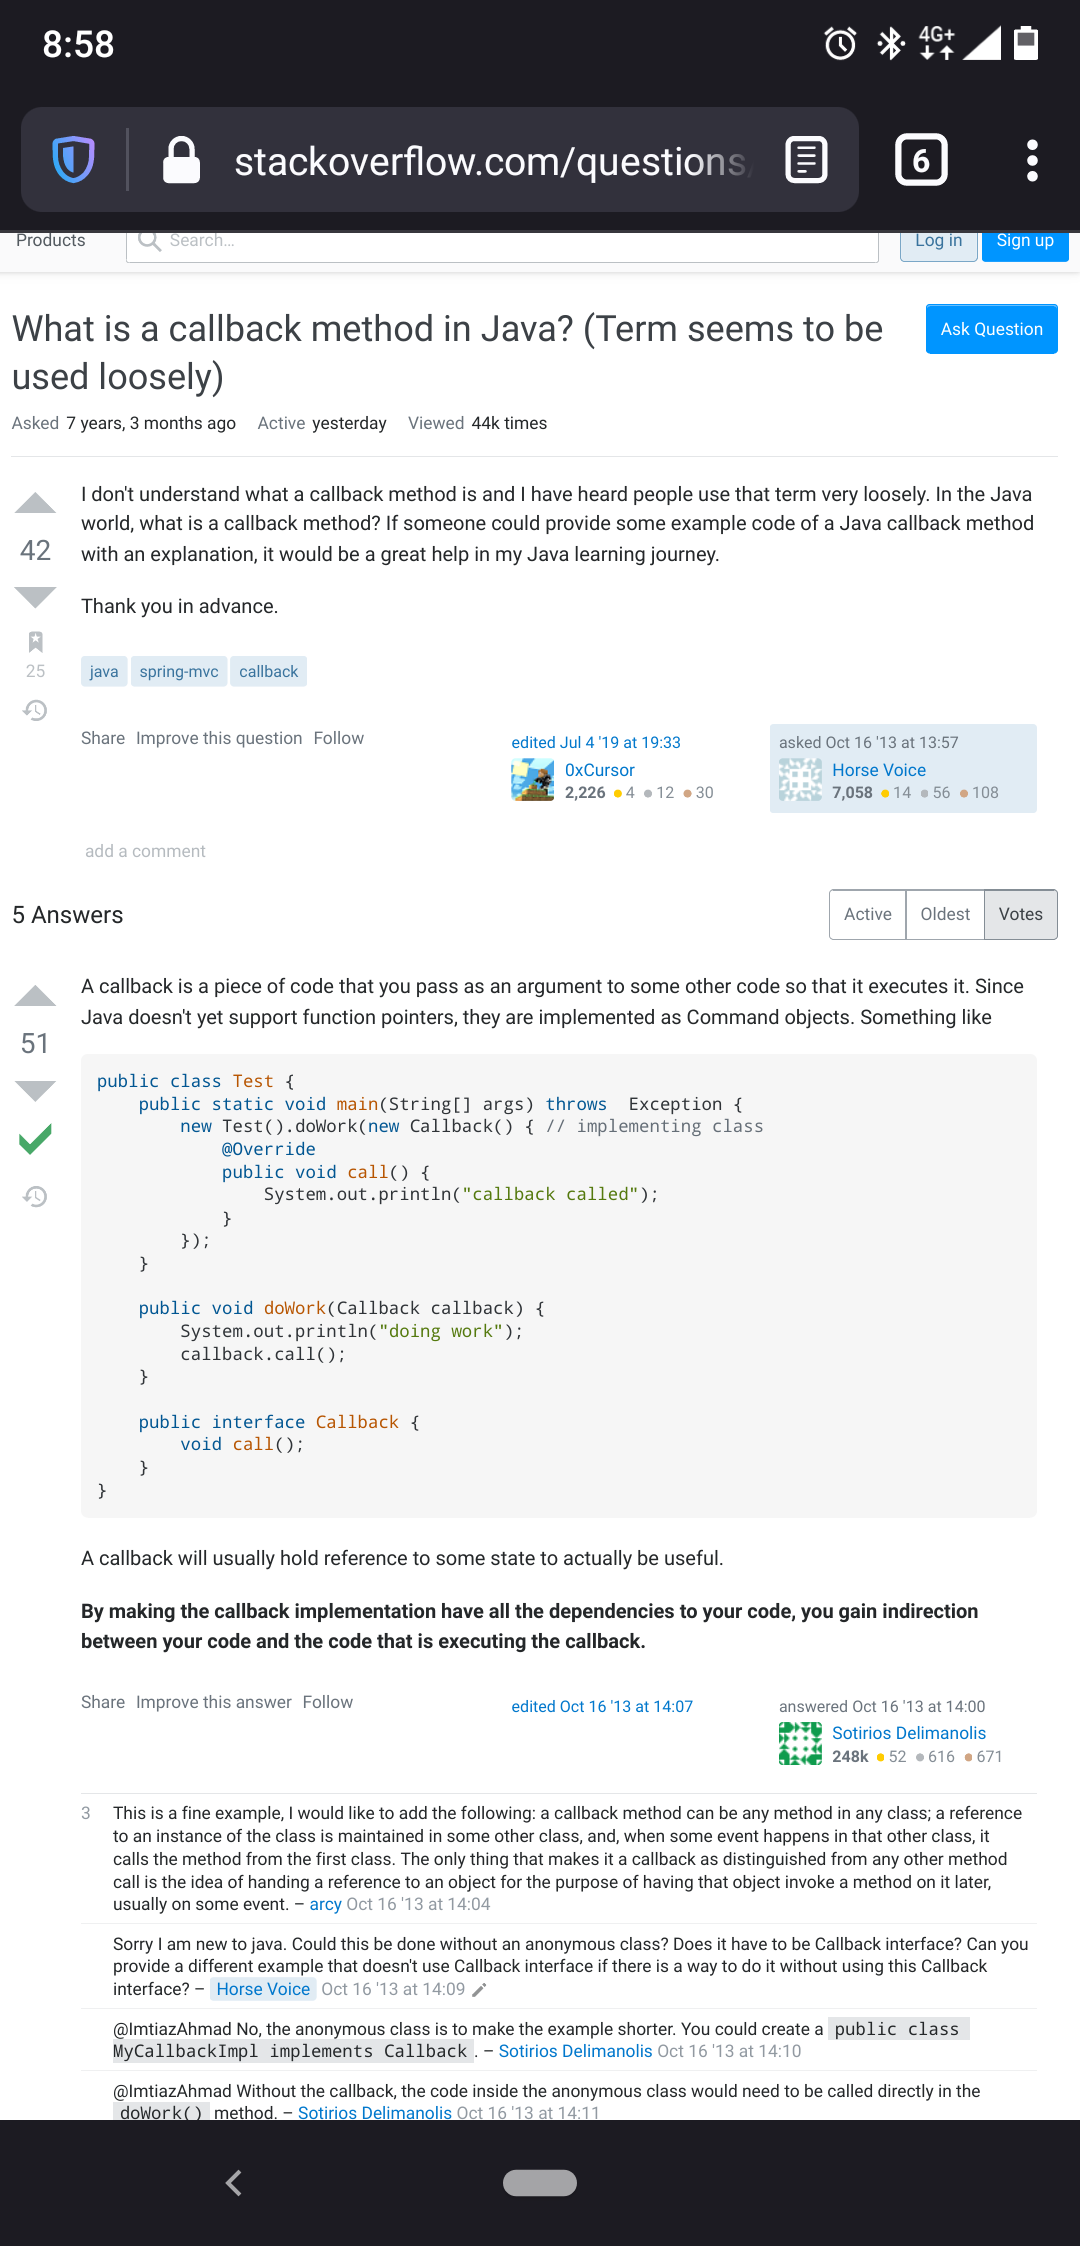 8:58
4G+
stackoverflow.com/questions/
6
Products
Search...
Log in
Sign up
What is a callback method in Java? (Term seems to be
used loosely)
Ask Question
Asked 7 years, 3 months ago Active yesterday Viewed 44k times
I don't understand what a callback method is and I have heard people use that term very loosely. In the Java
world, what is a callback method? If someone could provide some example code of a Java callback method
with an explanation, it would be a great help in my Java learning journey.
42
Thank you in advance.
25
java spring-mvc callback
Share Improve this question Follow
edited Jul 4 '19 at 19:33
0xCursor
2,226 4 12 30
asked Oct 16 '13 at 13:57
Horse Voice
7,058 14 56 108
add a comment
5 Answers
Active Oldest Votes
A callback is a piece of code that you pass as an argument to some other code so that it executes it. Since
Java doesn't yet support function pointers, they are implemented as Command objects. Something like
51
public class Test {
    public static void main(String[] args) throws  Exception {
        new Test().doWork(new Callback() { // implementing class
            @Override
            public void call() {
                System.out.println("callback called");
            }
        });
    }
    public void doWork(Callback callback) {
        System.out.println("doing work");
        callback.call();
    }
    public interface Callback {
        void call();
    }
}
A callback will usually hold reference to some state to actually be useful.
By making the callback implementation have all the dependencies to your code, you gain indirection
between your code and the code that is executing the callback.
Share Improve this answer Follow
edited Oct 16 '13 at 14:07
answered Oct 16 '13 at 14:00
Sotirios Delimanolis
248k 52 616 671
3 This is a fine example, I would like to add the following: a callback method can be any method in any class; a reference
to an instance of the class is maintained in some other class, and, when some event happens in that other class, it
calls the method from the first class. The only thing that makes it a callback as distinguished from any other method
call is the idea of handing a reference to an object for the purpose of having that object invoke a method on it later,
usually on some event. – arcy Oct 16 '13 at 14:04
Sorry I am new to java. Could this be done without an anonymous class? Does it have to be Callback interface? Can you
provide a different example that doesn't use Callback interface if there is a way to do it without using this Callback
interface? – Horse Voice Oct 16 '13 at 14:09
@ImtiazAhmad No, the anonymous class is to make the example shorter. You could create a public class
MyCallbackImpl implements Callback . – Sotirios Delimanolis Oct 16 '13 at 14:10
@ImtiazAhmad Without the callback, the code inside the anonymous class would need to be called directly in the
doWork() method. – Sotirios Delimanolis Oct 16 '13 at 14:11